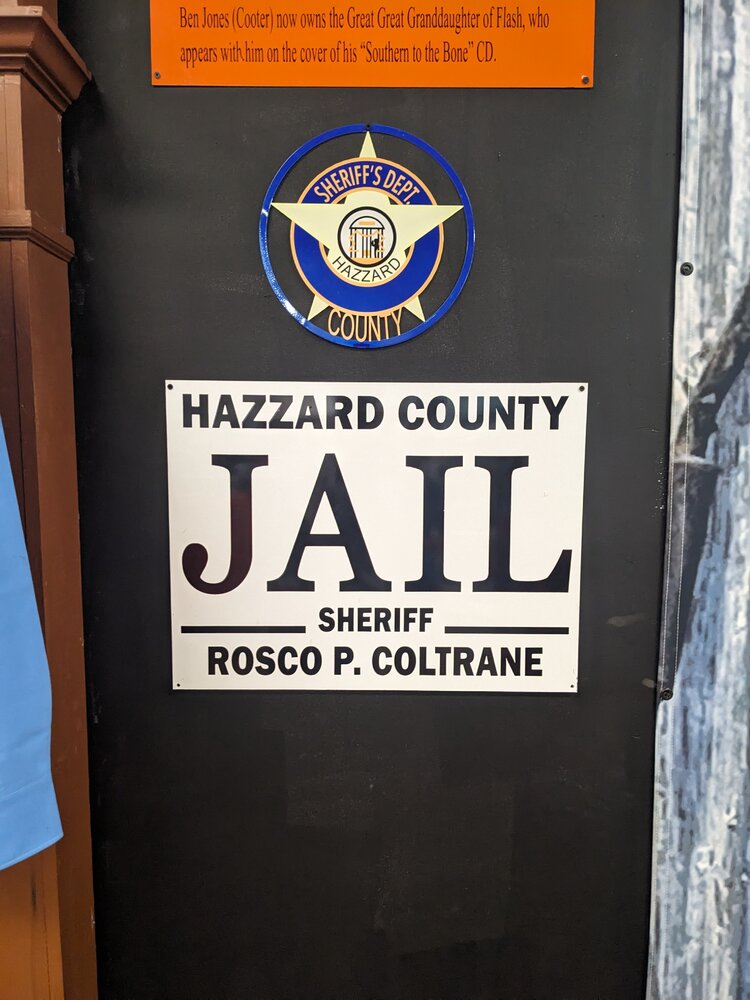 Ben Jones (Cooter) now owns the Great Great Granddaughter of Flash, who
appears with him on the cover of his “Southern to the Bone” CD.
SHERIFF'S DEPT.
HAZZARD
COUNTY
HAZZARD COUNTY
JAIL
SHERIFF
ROSCO P. COLTRANE